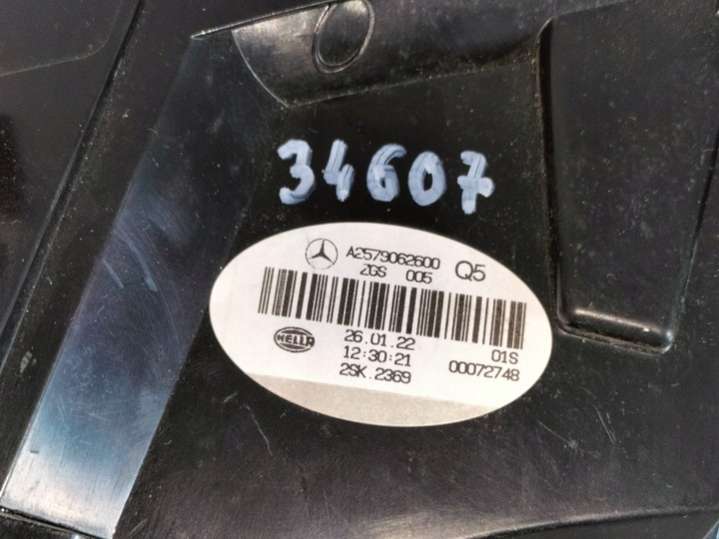 34607
A2579062600 Q5
ZGS 005
26.01.22 01S
HELLA 12:30:21 00072748
2SK.2369